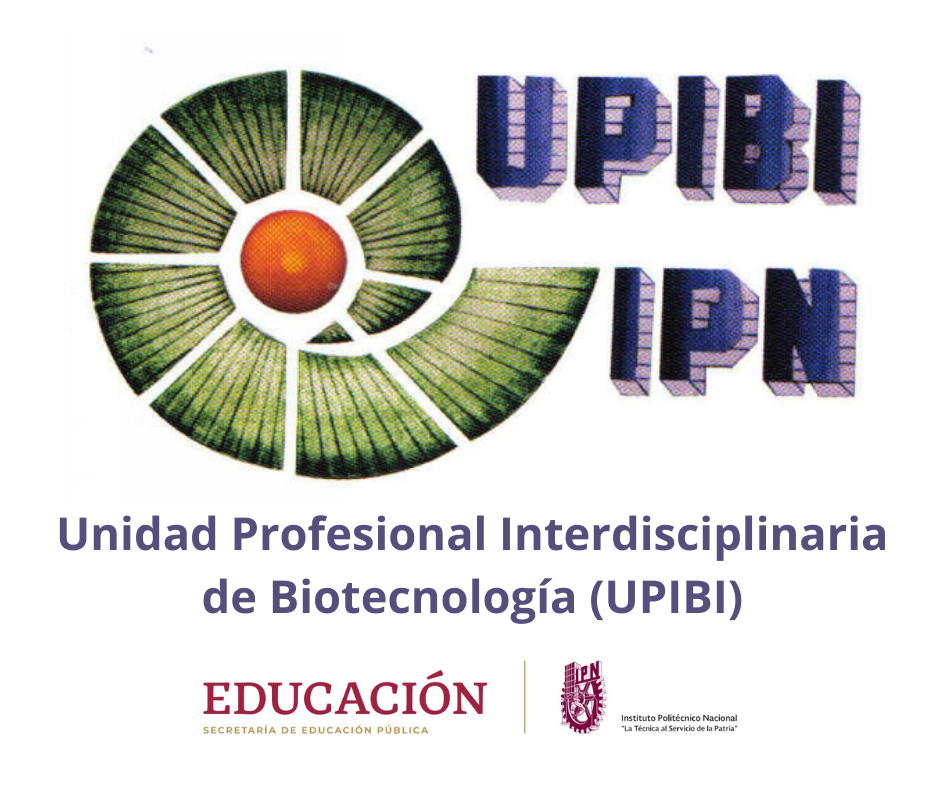 UPIBI
IPN
Unidad Profesional Interdisciplinaria
de Biotecnología (UPIBI)
EDUCACIÓN
SECRETARÍA DE EDUCACIÓN PÚBLICA
IPN
Instituto Politécnico Nacional
"La Técnica al Servicio de la Patria"